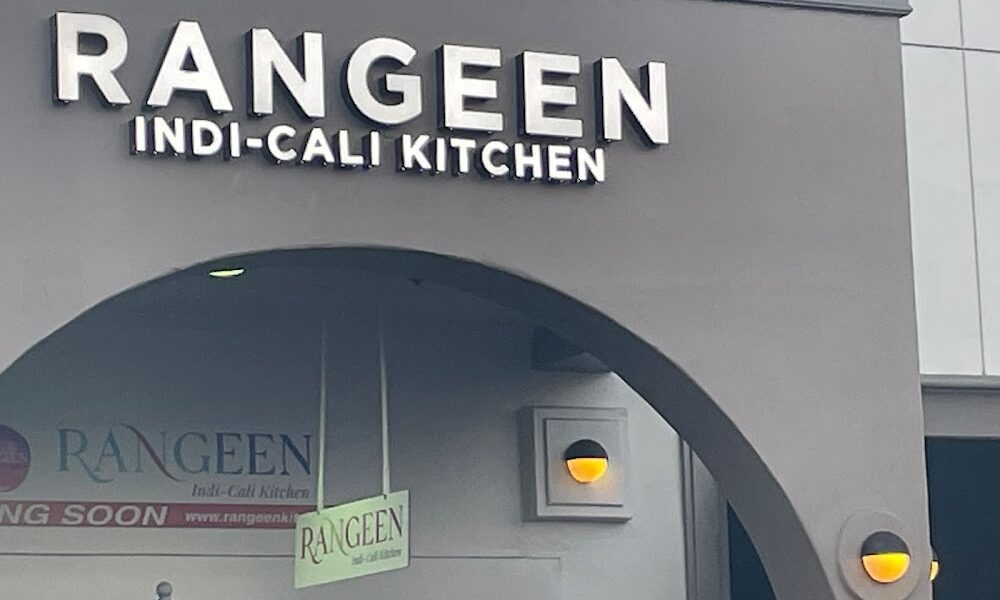 RANGEEN
INDI-CALI KITCHEN
RANGEEN
Indi-Cali Kitchen
NG SOON www.rangeenki
RANGEEN
Indi-Cali Kitchen